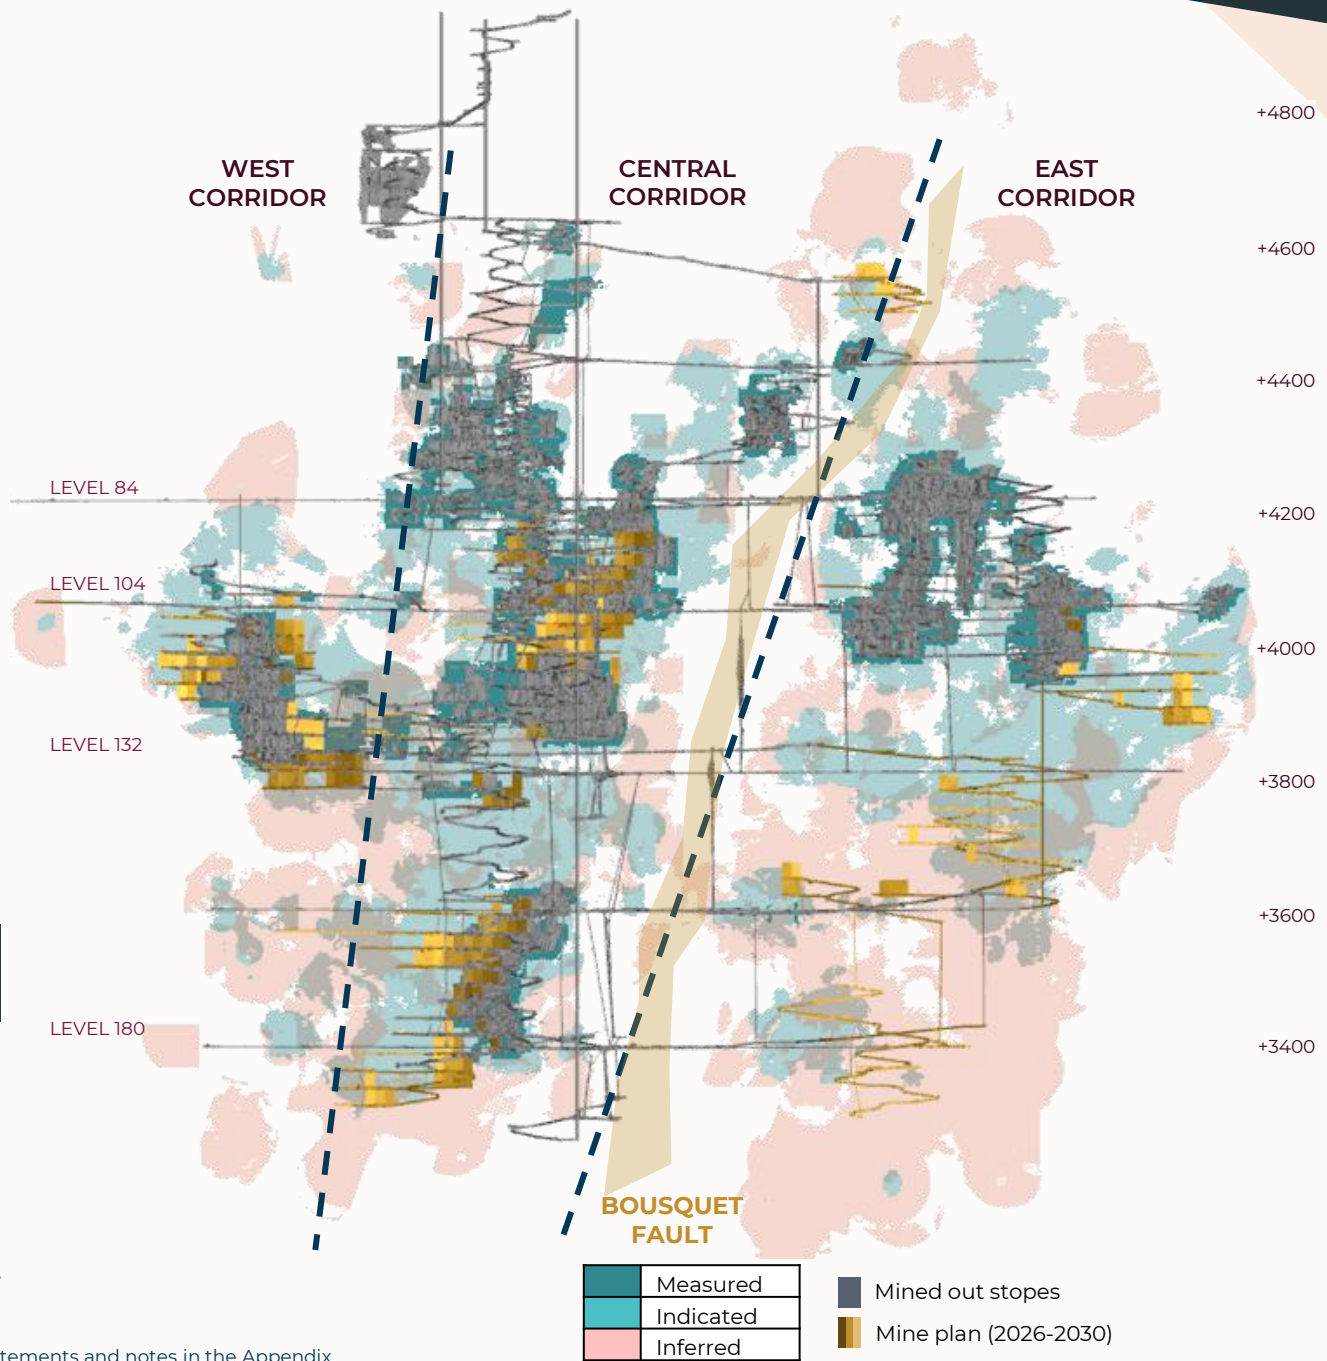 +4800
WEST
CORRIDOR
CENTRAL
CORRIDOR
EAST
CORRIDOR
+4600
+4400
LEVEL 84
+4200
LEVEL 104
+4000
LEVEL 132
+3800
+3600
LEVEL 180
+3400
BOUSQUET
FAULT
Measured
Indicated
Inferred
Mined out stopes
Mine plan (2026-2030)
tements and notes in the Appendix